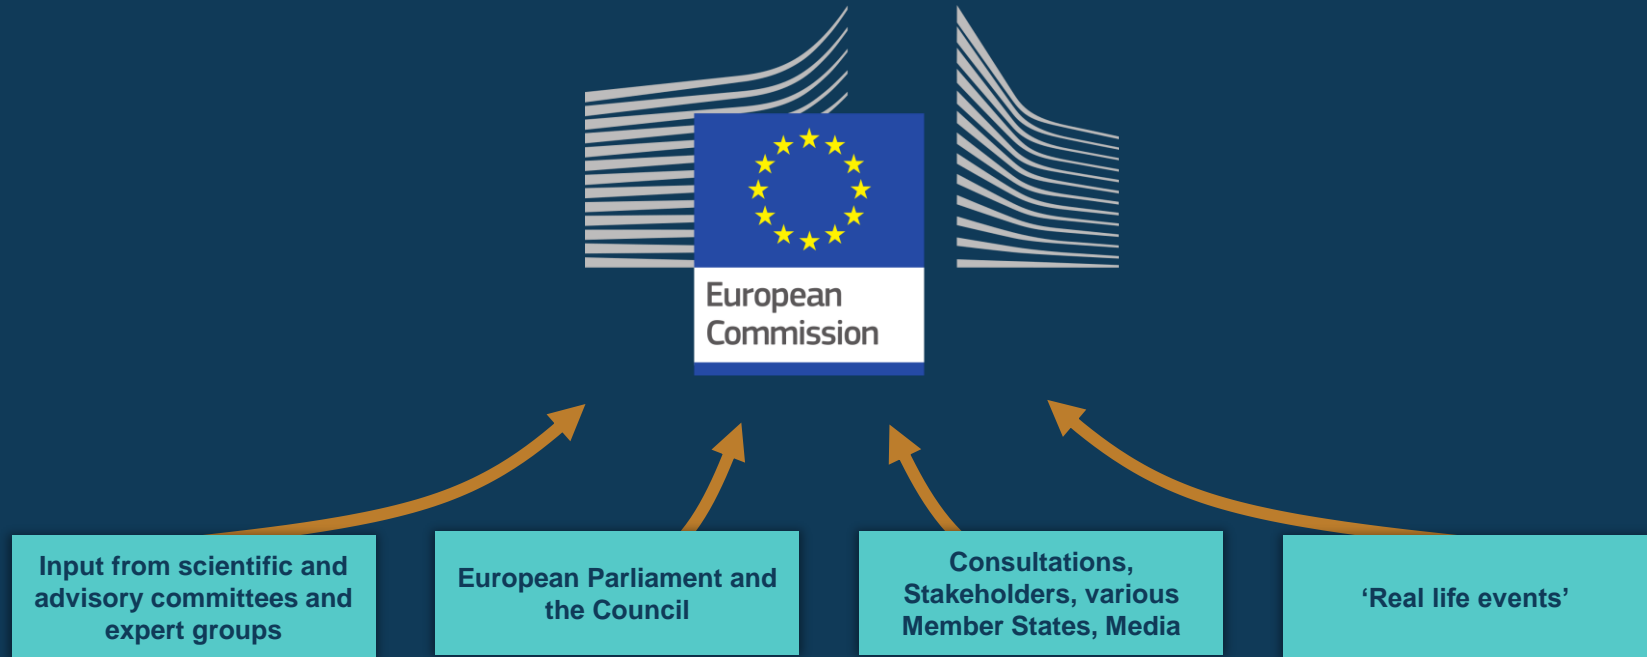 European
Commission
Input from scientific and
advisory committees and
expert groups
European Parliament and
the Council
Consultations,
Stakeholders, various
Member States, Media
‘Real life events’